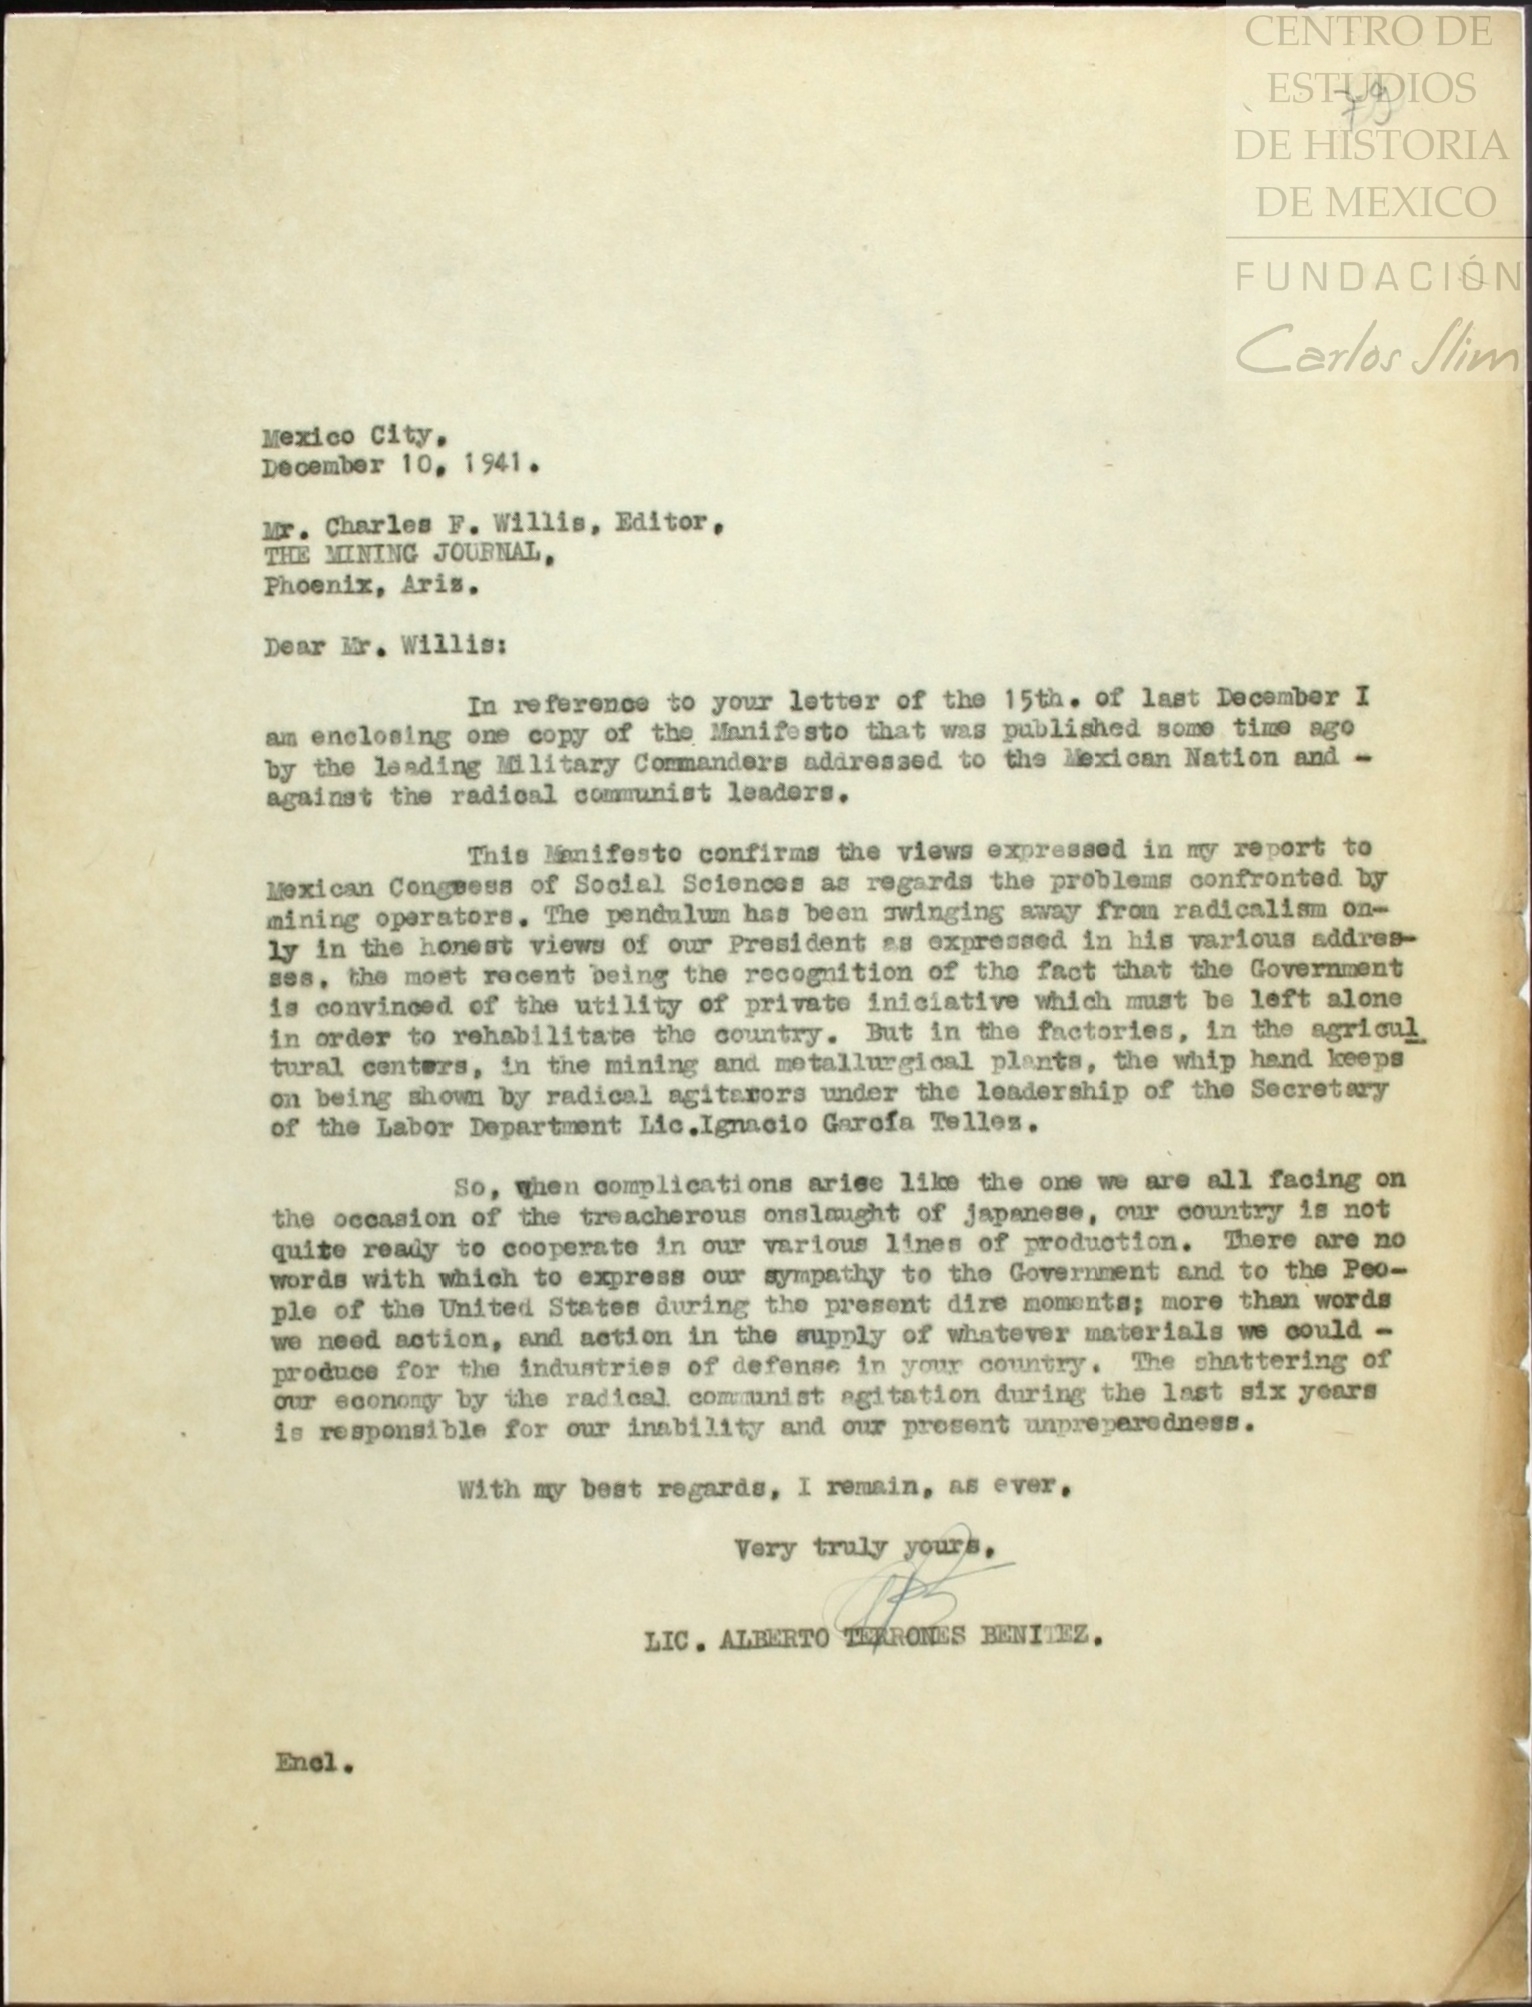 CENTRO DE
ESTUDIOS
DE HISTORIA
DE MEXICO
FUNDACIÓN
Carlos Slim
79
Mexico City,
December 10, 1941.
Mr. Charles F. Willis, Editor,
THE MINING JOURNAL,
Phoenix, Ariz.
Dear Mr. Willis:
In reference to your letter of the 15th. of last December I
am enclosing one copy of the Manifesto that was published some time ago
by the leading Military Commanders addressed to the Mexican Nation and -
against the radical communist leaders.
This Manifesto confirms the views expressed in my report to
Mexican Congress of Social Sciences as regards the problems confronted by
mining operators. The pendulum has been swinging away from radicalism on-
ly in the honest views of our President as expressed in his various addres-
ses, the most recent being the recognition of the fact that the Government
is convinced of the utility of private iniciative which must be left alone
in order to rehabilitate the country. But in the factories, in the agricul
tural centers, in the mining and metallurgical plants, the whip hand keeps
on being shown by radical agitarors under the leadership of the Secretary
of the Labor Department Lic.Ignacio García Tellez.
So, when complications arise like the one we are all facing on
the occasion of the treacherous onslaught of japanese, our country is not
quite ready to cooperate in our various lines of production. There are no
words with which to express our sympathy to the Government and to the Peo-
ple of the United States during the present dire moments; more than words
we need action, and action in the supply of whatever materials we could -
produce for the industries of defense in your country. The shattering of
our economy by the radical communist agitation during the last six years
is responsible for our inability and our present unpreparedness.
With my best regards, I remain, as ever,
Very truly yours,
LIC. ALBERTO TERRONES BENITEZ.
Encl.